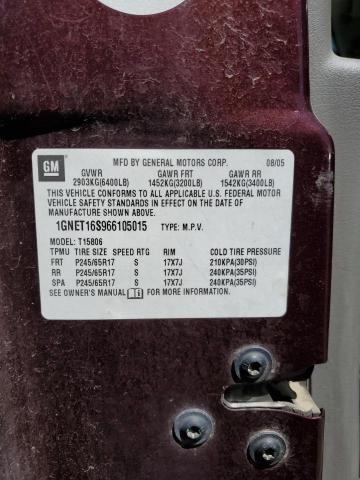 GM
MFD BY GENERAL MOTORS CORP. 08/05
GVWR GAWR FRT GAWR RR
2903KG(6400LB) 1452KG(3200LB) 1542KG(3400LB)
THIS VEHICLE CONFORMS TO ALL APPLICABLE U.S. FEDERAL MOTOR
VEHICLE SAFETY STANDARDS IN EFFECT ON THE DATE OF
MANUFACTURE SHOWN ABOVE.
1GNET16S966105015 TYPE: M.P.V.
MODEL: T15806
TPMU TIRE SIZE SPEED RTG RIM COLD TIRE PRESSURE
FRT P245/65R17 S 17X7J 210KPA(30PSI)
RR P245/65R17 S 17X7J 240KPA(35PSI)
SPA P245/65R17 S 17X7J 240KPA(35PSI)
SEE OWNER'S MANUAL FOR MORE INFORMATION.